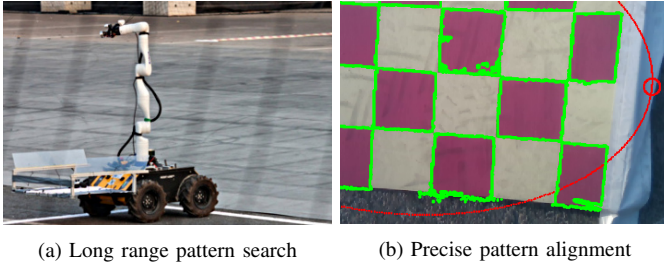 (a) Long range pattern search
(b) Precise pattern alignment